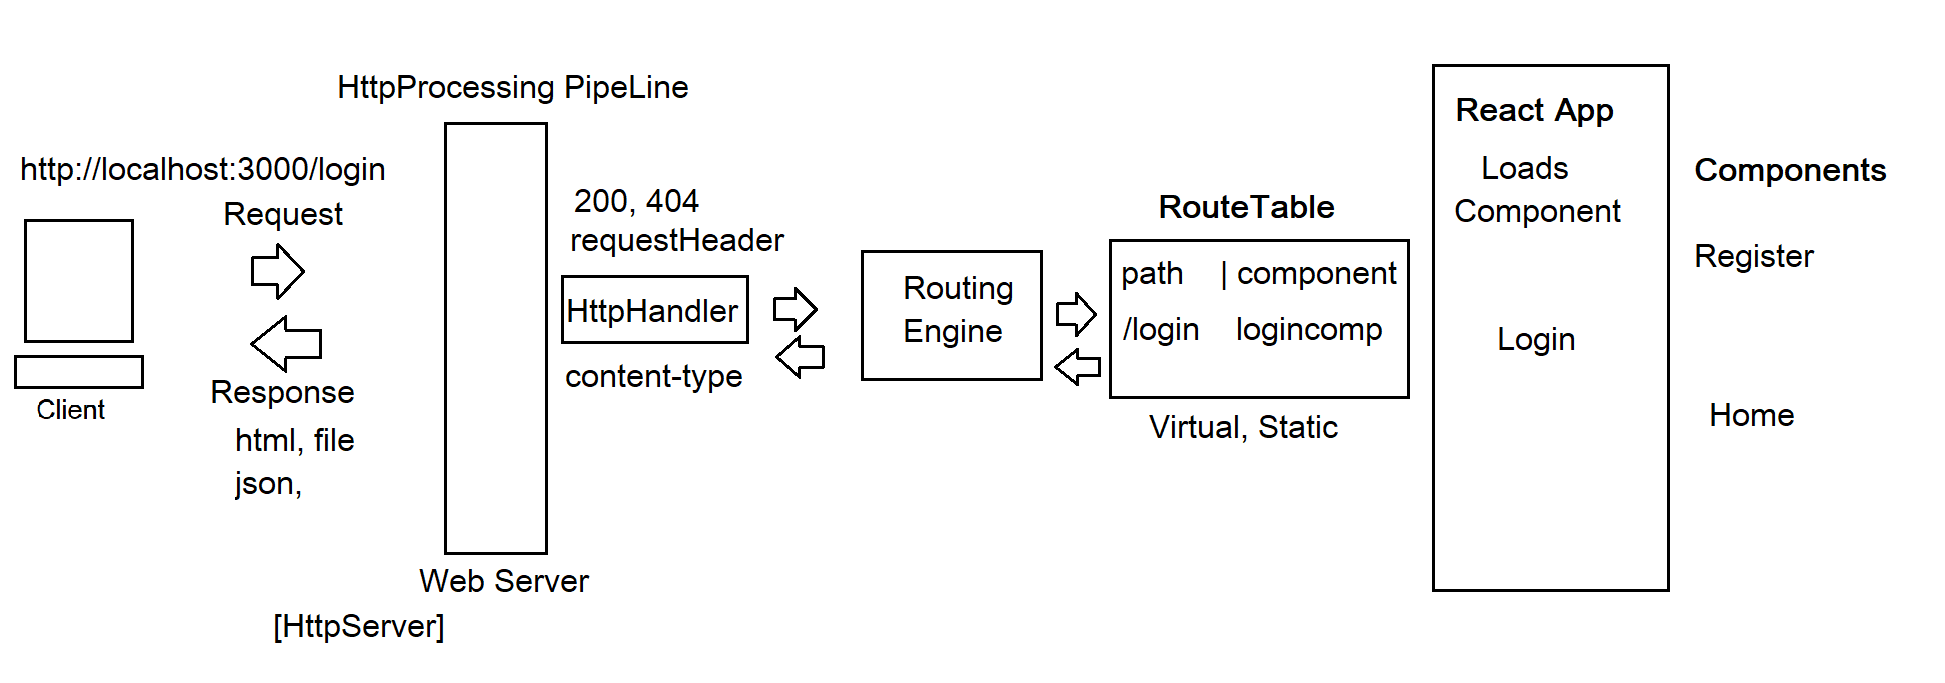 HttpProcessing PipeLine
http://localhost:3000/login
Request
Response
html, file
json,
Client
Web Server
[HttpServer]
200, 404
requestHeader
HttpHandler
content-type
Routing
Engine
RouteTable
path | component
/login logincomp
Virtual, Static
React App
Loads
Component
Login
Components
Register
Home